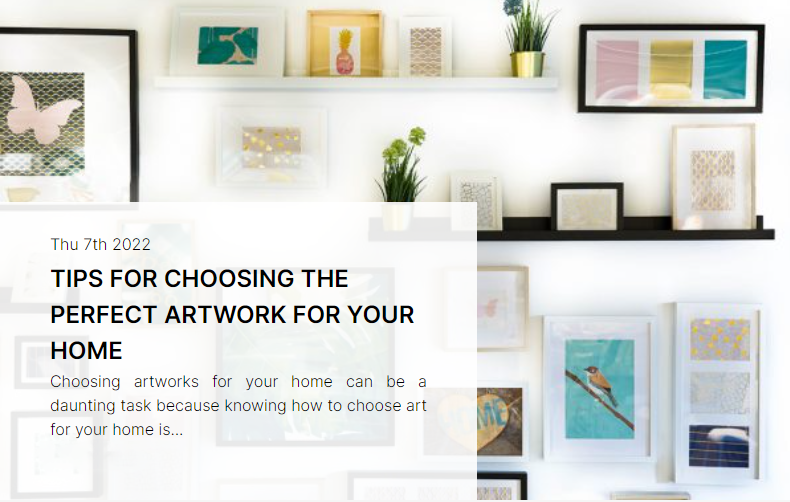 Thu 7th 2022
TIPS FOR CHOOSING THE
PERFECT ARTWORK FOR YOUR
HOME
Choosing artworks for your home can be a
daunting task because knowing how to choose art
for your home is...